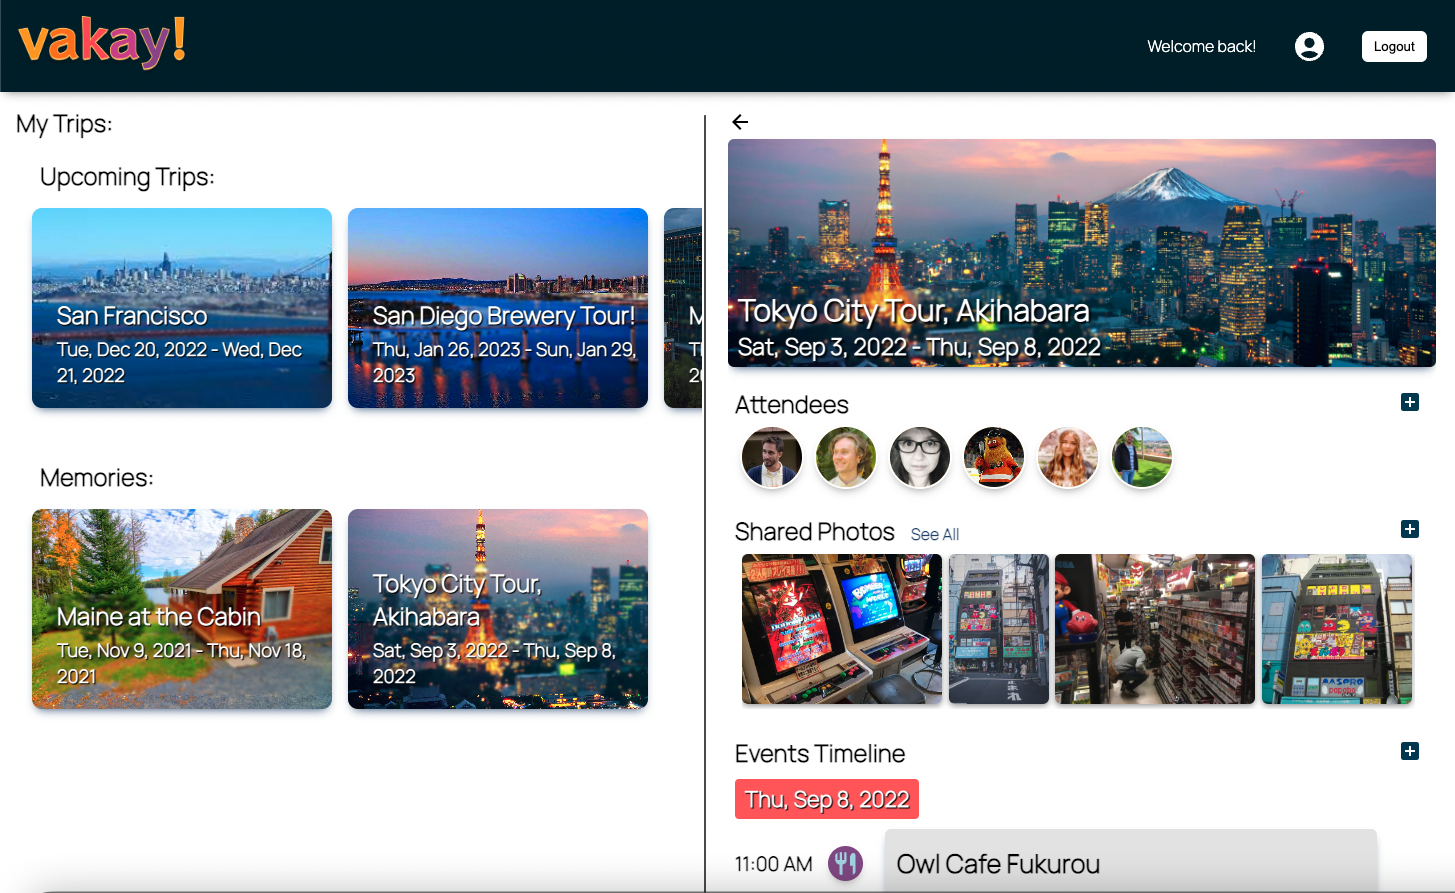 vakay!
Welcome back!
Logout
My Trips:
Upcoming Trips:
San Francisco
Tue, Dec 20, 2022 - Wed, Dec
21, 2022
San Diego Brewery Tour!
Thu, Jan 26, 2023 - Sun, Jan 29,
2023
Memories:
Maine at the Cabin
Tue, Nov 9, 2021 - Thu, Nov 18,
2021
Tokyo City Tour,
Akihabara
Sat, Sep 3, 2022 - Thu, Sep 8,
2022
Tokyo City Tour, Akihabara
Sat, Sep 3, 2022 - Thu, Sep 8, 2022
Attendees
Shared Photos See All
SEGA
止まれ
Events Timeline
Thu, Sep 8, 2022
11:00 AM
Owl Cafe Fukurou